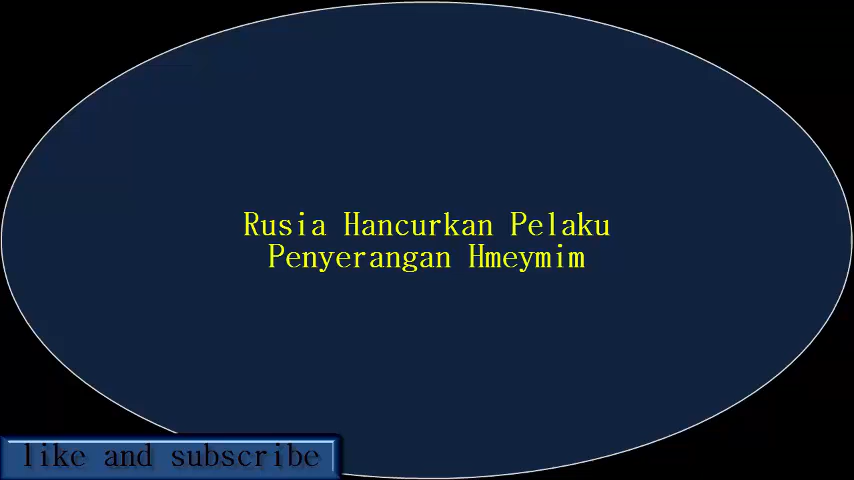 Rusia Hancurkan Pelaku
Penyerangan Hmeymim
like and subscribe